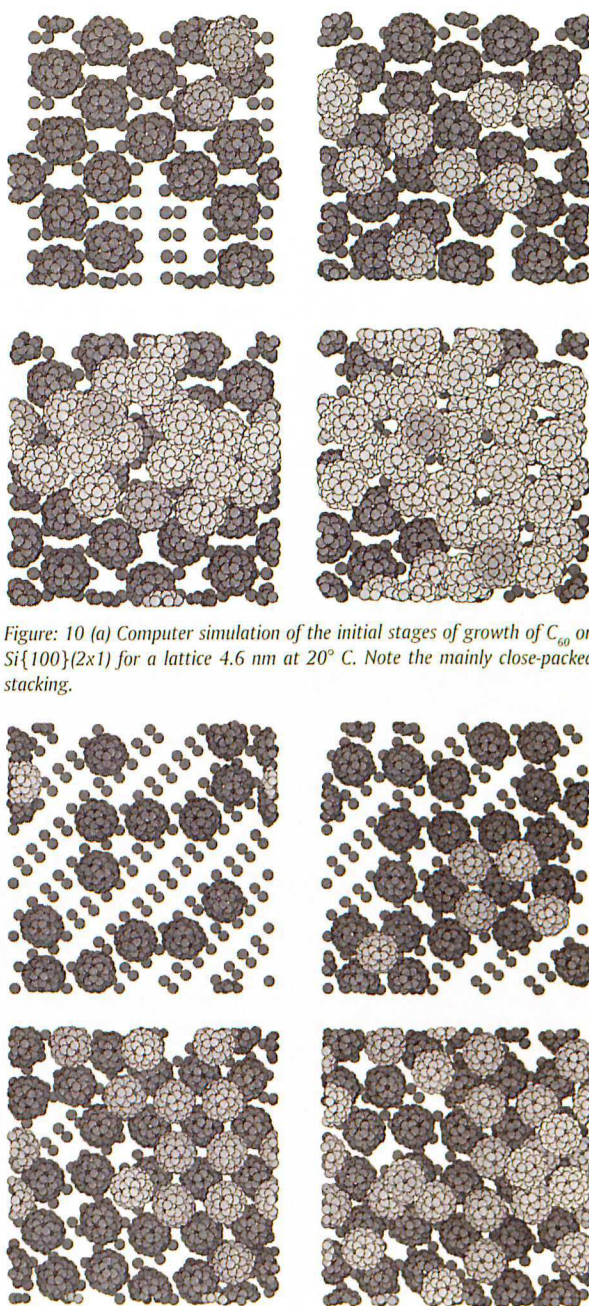 Figure: 10 (a) Computer simulation of the initial stages of growth of C₆₀ on
Si{100}(2x1) for a lattice 4.6 nm at 20° C. Note the mainly close-packed
stacking.